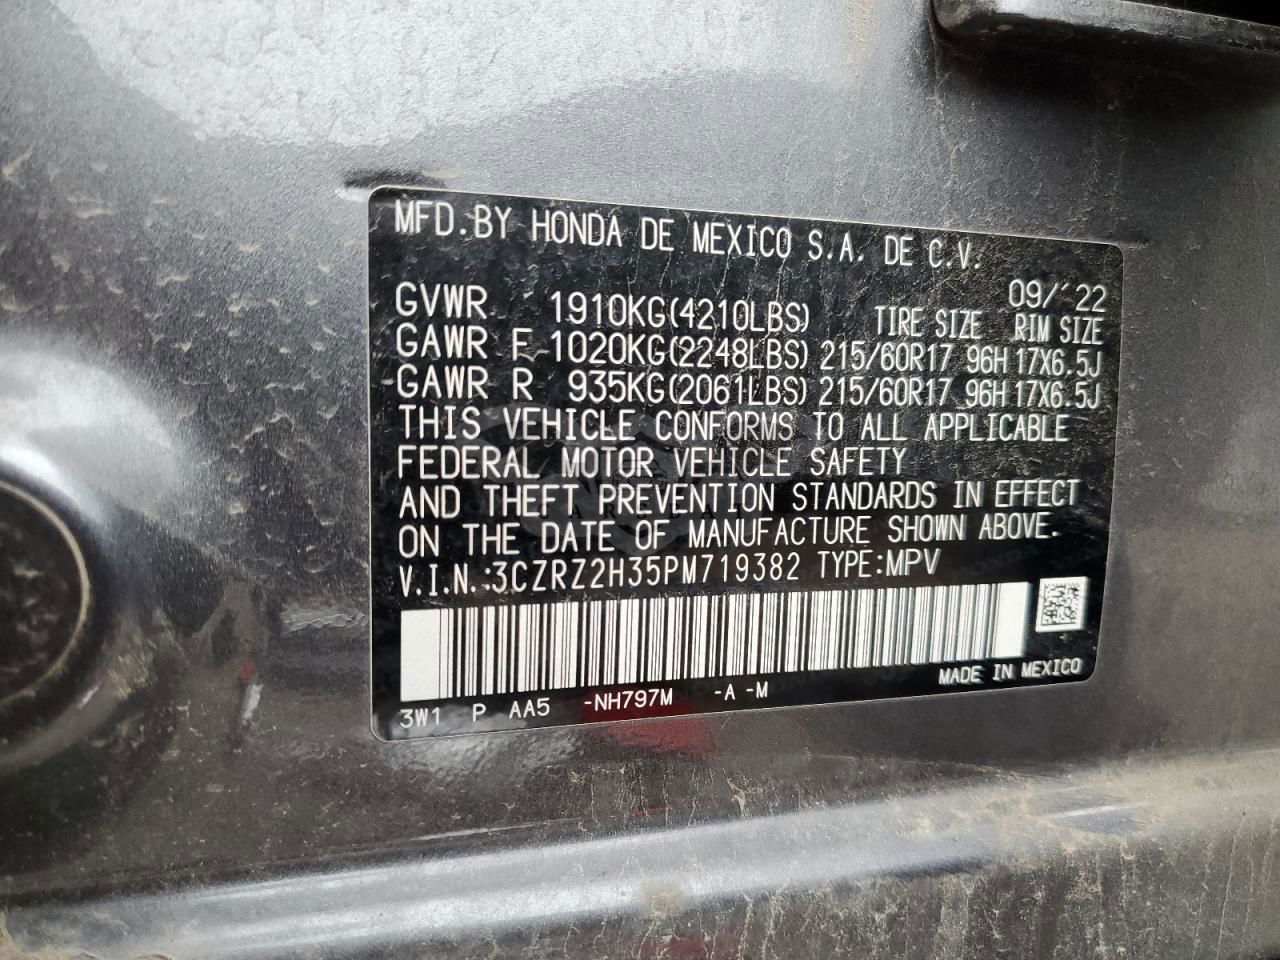 MFD.BY HONDA DE MEXICO S.A. DE C.V.
09/'22
GVWR 1910KG(4210LBS) TIRE SIZE RIM SIZE
GAWR F 1020KG(2248LBS) 215/60R17 96H 17X6.5J
GAWR R 935KG(2061LBS) 215/60R17 96H 17X6.5J
THIS VEHICLE CONFORMS TO ALL APPLICABLE
FEDERAL MOTOR VEHICLE SAFETY
AND THEFT PREVENTION STANDARDS IN EFFECT
ON THE DATE OF MANUFACTURE SHOWN ABOVE.
V.I.N.:3CZRZ2H35PM719382 TYPE:MPV
MADE IN MEXICO
3W1 P AA5 -NH797M -A -M